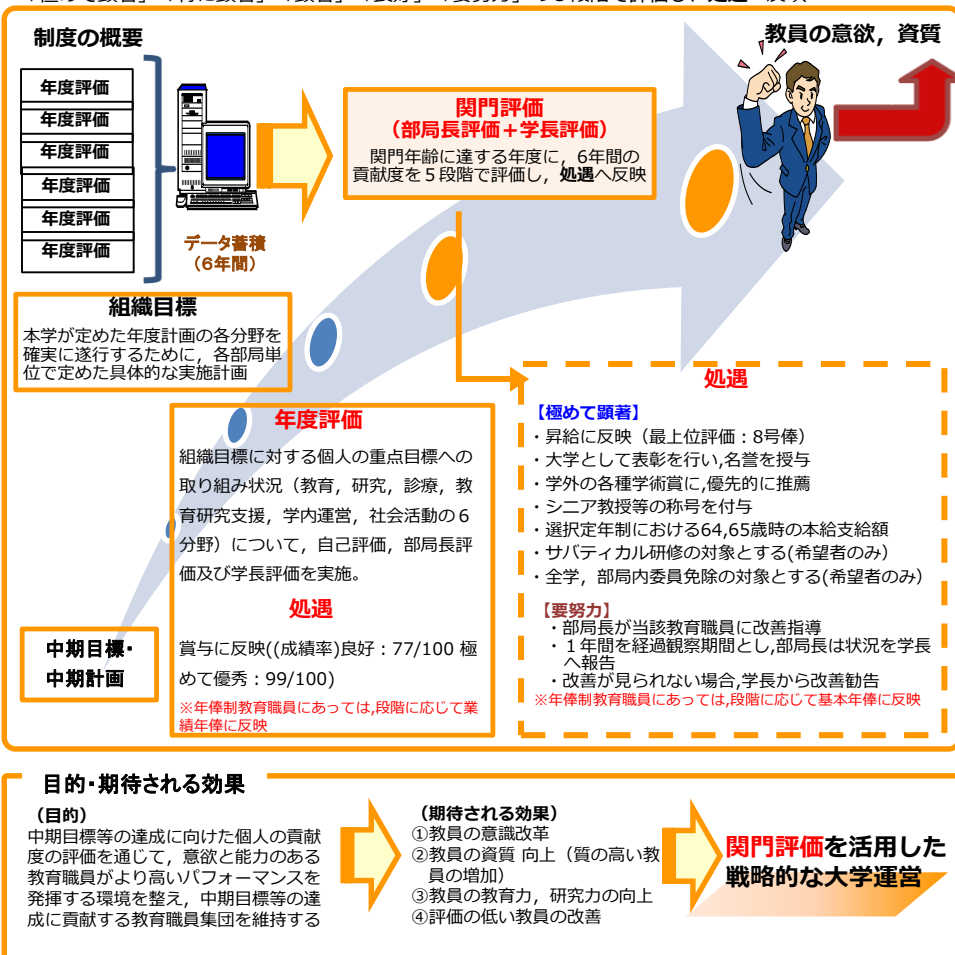 制度の概要
教員の意欲，資質
年度評価
年度評価
年度評価
年度評価
年度評価
年度評価
データ蓄積
（6年間）
関門評価
（部局長評価＋学長評価）
関門年齢に達する年度に，6年間の
貢献度を５段階で評価し，処遇へ反映
組織目標
本学が定めた年度計画の各分野を
確実に遂行するために，各部局単
位で定めた具体的な実施計画
年度評価
組織目標に対する個人の重点目標への
取り組み状況（教育，研究，診療，教
育研究支援，学内運営，社会活動の６
分野）について，自己評価，部局長評
価及び学長評価を実施。
処遇
賞与に反映((成績率)良好：77/100 極
めて優秀：99/100)
※年俸制教育職員にあっては,段階に応じて業
績年俸に反映
中期目標・
中期計画
処遇
【極めて顕著】
・昇給に反映（最上位評価：8号俸）
・大学として表彰を行い,名誉を授与
・学外の各種学術賞に,優先的に推薦
・シニア教授等の称号を付与
・選択定年制における64,65歳時の本給支給額
・サバティカル研修の対象とする(希望者のみ）
・全学，部局内委員免除の対象とする(希望者のみ）
【要努力】
・部局長が当該教育職員に改善指導
・１年間を経過観察期間とし,部局長は状況を学長
へ報告
・改善が見られない場合,学長から改善勧告
※年俸制教育職員にあっては,段階に応じて基本年俸に反映
目的・期待される効果
（目的）
中期目標等の達成に向けた個人の貢献
度の評価を通じて，意欲と能力のある
教育職員がより高いパフォーマンスを
発揮する環境を整え，中期目標等の達
成に貢献する教育職員集団を維持する
（期待される効果）
①教員の意識改革
②教員の資質 向上（質の高い教
員の増加）
③教員の教育力，研究力の向上
④評価の低い教員の改善
関門評価を活用した
戦略的な大学運営